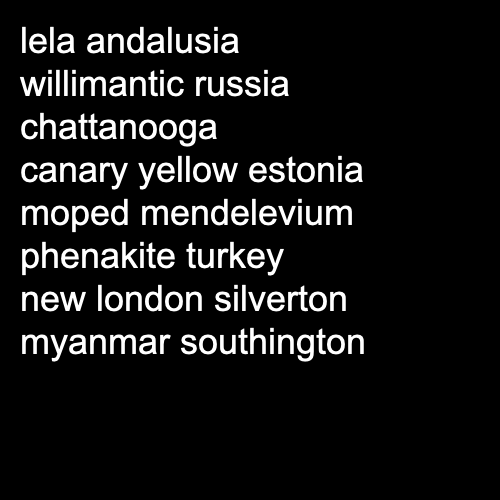 lela andalusia
willimantic russia
chattanooga
canary yellow estonia
moped mendelevium
phenakite turkey
new london silverton
myanmar southington